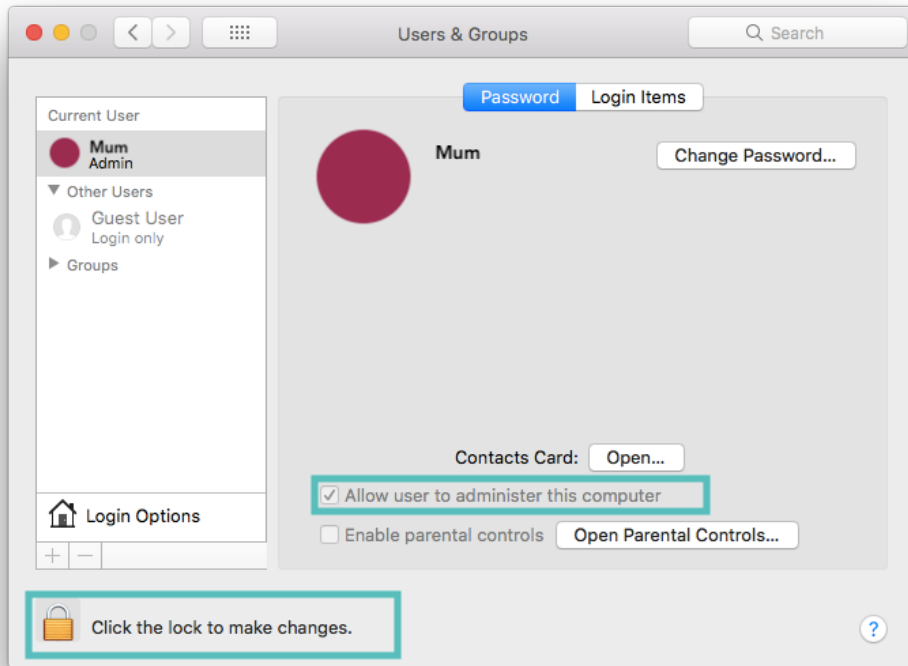 Users & Groups
Search
Current User
Mum
Admin
Other Users
Guest User
Login only
Groups
Login Options
Password
Login Items
Mum
Change Password...
Contacts Card:
Open...
Allow user to administer this computer
Enable parental controls
Open Parental Controls...
Click the lock to make changes.
?